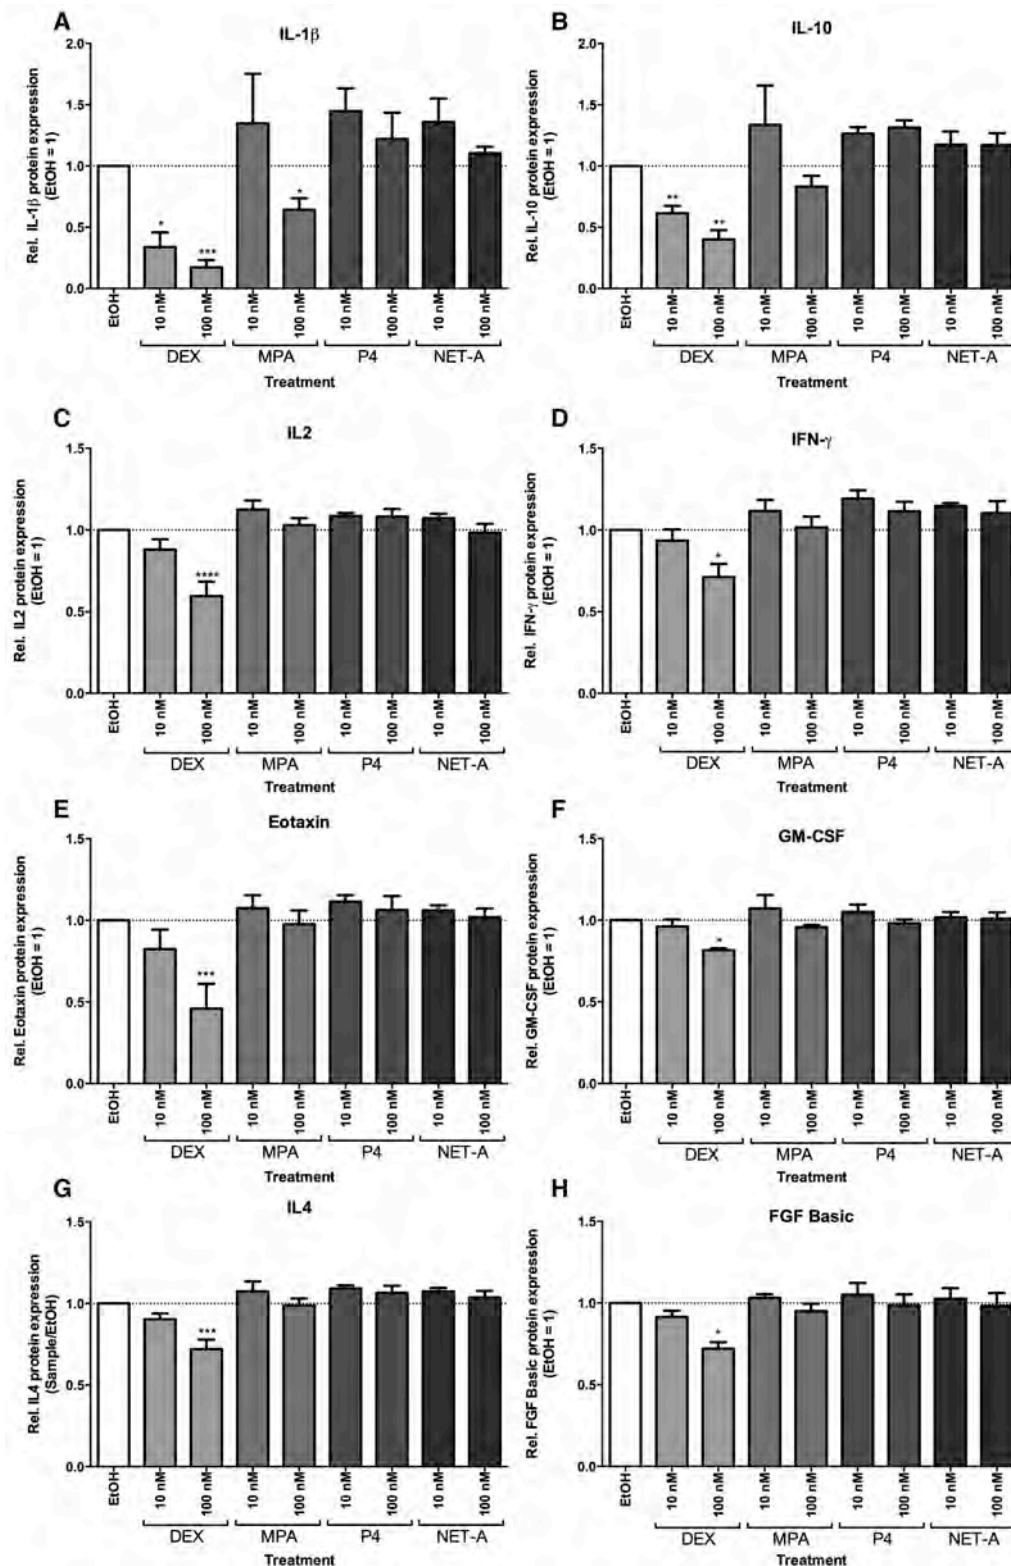 A
IL-1β
Rel. IL-1β protein expression
(EtOH = 1)
2.0
1.5
1.0
0.5
0.0
*
***
*
EtOH
10 nM
100 nM
10 nM
100 nM
10 nM
100 nM
10 nM
100 nM
DEX
MPA
P4
NET-A
Treatment
B
IL-10
Rel. IL-10 protein expression
(EtOH = 1)
2.0
1.5
1.0
0.5
0.0
**
**
EtOH
10 nM
100 nM
10 nM
100 nM
10 nM
100 nM
10 nM
100 nM
DEX
MPA
P4
NET-A
Treatment
C
IL2
Rel. IL2 protein expression
(EtOH = 1)
1.5
1.0
0.5
0.0
****
EtOH
10 nM
100 nM
10 nM
100 nM
10 nM
100 nM
10 nM
100 nM
DEX
MPA
P4
NET-A
Treatment
D
IFN-γ
Rel. IFN-γ protein expression
(EtOH = 1)
1.5
1.0
0.5
0.0
*
EtOH
10 nM
100 nM
10 nM
100 nM
10 nM
100 nM
10 nM
100 nM
DEX
MPA
P4
NET-A
Treatment
E
Eotaxin
Rel. Eotaxin protein expression
(EtOH = 1)
1.5
1.0
0.5
0.0
***
EtOH
10 nM
100 nM
10 nM
100 nM
10 nM
100 nM
10 nM
100 nM
DEX
MPA
P4
NET-A
Treatment
F
GM-CSF
Rel. GM-CSF protein expression
(EtOH = 1)
1.5
1.0
0.5
0.0
*
EtOH
10 nM
100 nM
10 nM
100 nM
10 nM
100 nM
10 nM
100 nM
DEX
MPA
P4
NET-A
Treatment
G
IL4
Rel. IL4 protein expression
(Sample/EtOH)
1.5
1.0
0.5
0.0
***
EtOH
10 nM
100 nM
10 nM
100 nM
10 nM
100 nM
10 nM
100 nM
DEX
MPA
P4
NET-A
Treatment
H
FGF Basic
Rel. FGF Basic protein expression
(EtOH = 1)
1.5
1.0
0.5
0.0
*
EtOH
10 nM
100 nM
10 nM
100 nM
10 nM
100 nM
10 nM
100 nM
DEX
MPA
P4
NET-A
Treatment